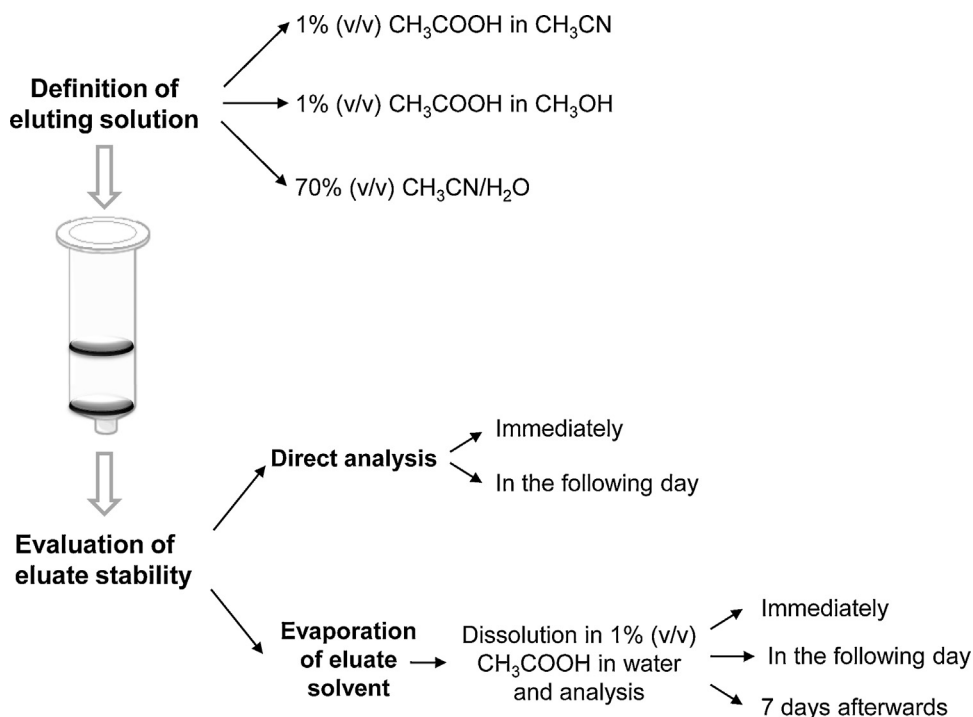 1% (v/v) CH₃COOH in CH₃CN
Definition of
eluting solution
1% (v/v) CH₃COOH in CH₃OH
70% (v/v) CH₃CN/H₂O
Direct analysis
Immediately
In the following day
Evaluation of
eluate stability
Evaporation
of eluate
solvent
Dissolution in 1% (v/v)
CH₃COOH in water
and analysis
Immediately
In the following day
7 days afterwards